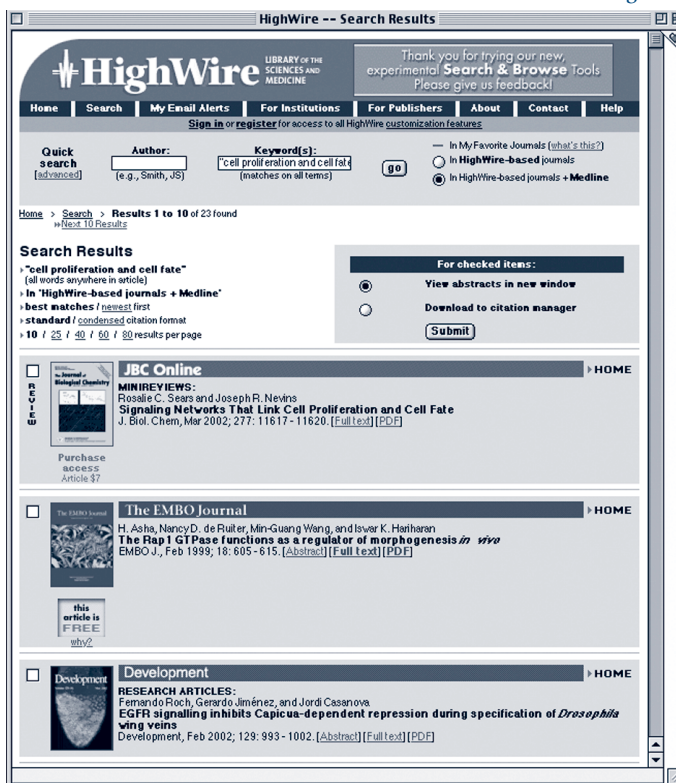 HighWire -- Search Results
HighWire LIBRARY OF THE SCIENCES AND MEDICINE
Thank you for trying our new,
experimental Search & Browse Tools
Please give us feedback!
Home Search My Email Alerts For Institutions For Publishers About Contact Help
Sign in or register for access to all HighWire customization features
Quick search [advanced]
Author:
(e.g., Smith, JS)
Keyword(s):
"cell proliferation and cell fate
(matches on all terms)
go
— In My Favorite Journals (what's this?)
In HighWire-based journals
In HighWire-based journals + Medline
Home > Search > Results 1 to 10 of 23 found
Next 10 Results
Search Results
"cell proliferation and cell fate"
(all words anywhere in article)
In 'HighWire-based journals + Medline'
best matches / newest first
standard / condensed citation format
10 / 25 / 40 / 60 / 80 results per page
For checked items:
View abstracts in new window
Download to citation manager
Submit
REVIEW
The Journal of Biological Chemistry
Purchase access
Article $7
JBC Online
HOME
MINIREVIEWS:
Rosalie C. Sears and Joseph R. Nevins
Signaling Networks That Link Cell Proliferation and Cell Fate
J. Biol. Chem, Mar 2002; 277: 11617 - 11620. [Full text] [PDF]
The EMBO Journal
this article is FREE
why?
The EMBO Journal
HOME
H. Asha, Nancy D. de Ruiter, Min-Guang Wang, and Iswar K. Hariharan
The Rap1 GTPase functions as a regulator of morphogenesis in vivo
EMBO J., Feb 1999; 18: 605 - 615. [Abstract] [Full text] [PDF]
Development
Development
HOME
RESEARCH ARTICLES:
Fernando Roch, Gerardo Jiménez, and Jordi Casanova
EGFR signalling inhibits Capicua-dependent repression during specification of Drosophila
wing veins
Development, Feb 2002; 129: 993 - 1002. [Abstract] [Full text] [PDF]